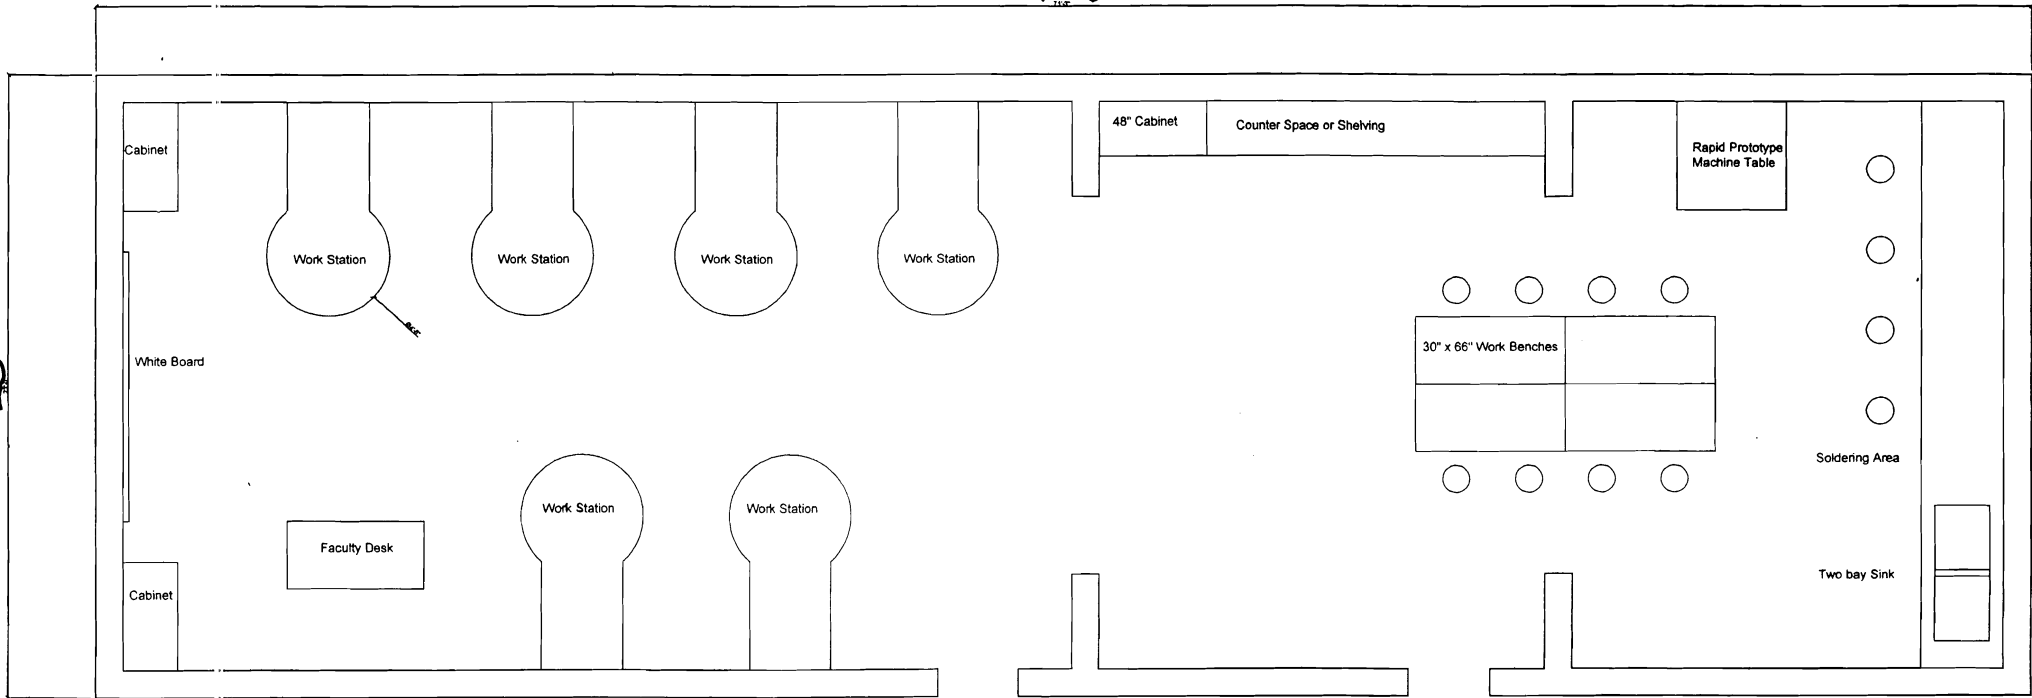 48" Cabinet
Counter Space or Shelving
Cabinet
Rapid Prototype
Machine Table
Work Station
Work Station
Work Station
Work Station
30" x 66" Work Benches
White Board
Soldering Area
Work Station
Work Station
Faculty Desk
Two bay Sink
Cabinet